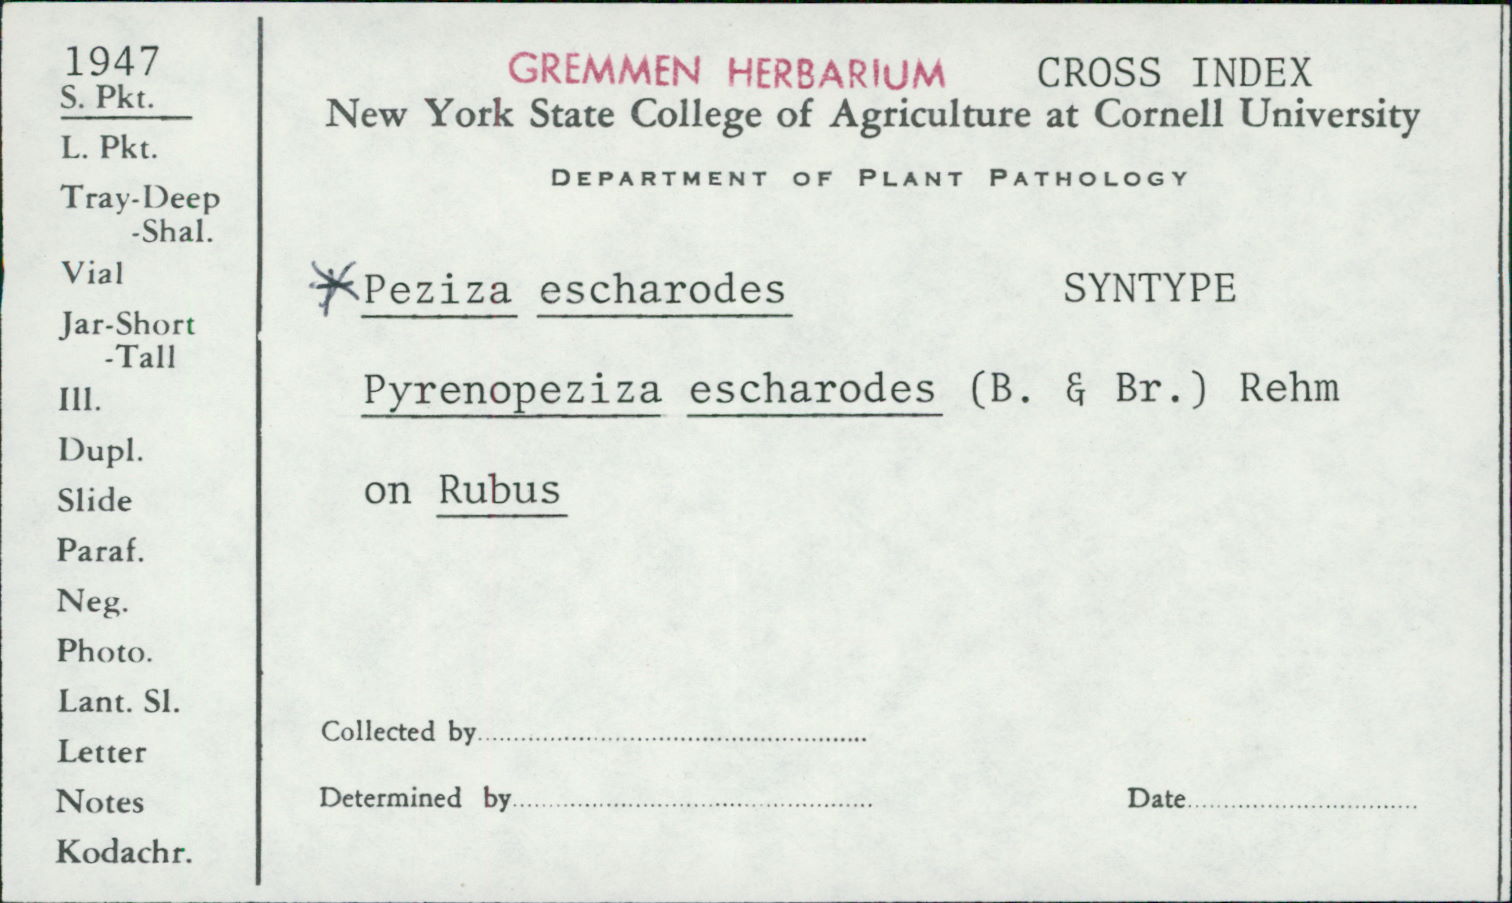 1947
S. Pkt.
L. Pkt.
Tray-Deep
-Shal.
Vial
Jar-Short
-Tall
Ill.
Dupl.
Slide
Paraf.
Neg.
Photo.
Lant. Sl.
Letter
Notes
Kodachr.
GREMMEN HERBARIUM CROSS INDEX
New York State College of Agriculture at Cornell University
DEPARTMENT OF PLANT PATHOLOGY
*Peziza escharodes SYNTYPE
Pyrenopeziza escharodes (B. & Br.) Rehm
on Rubus
Collected by
Determined by Date